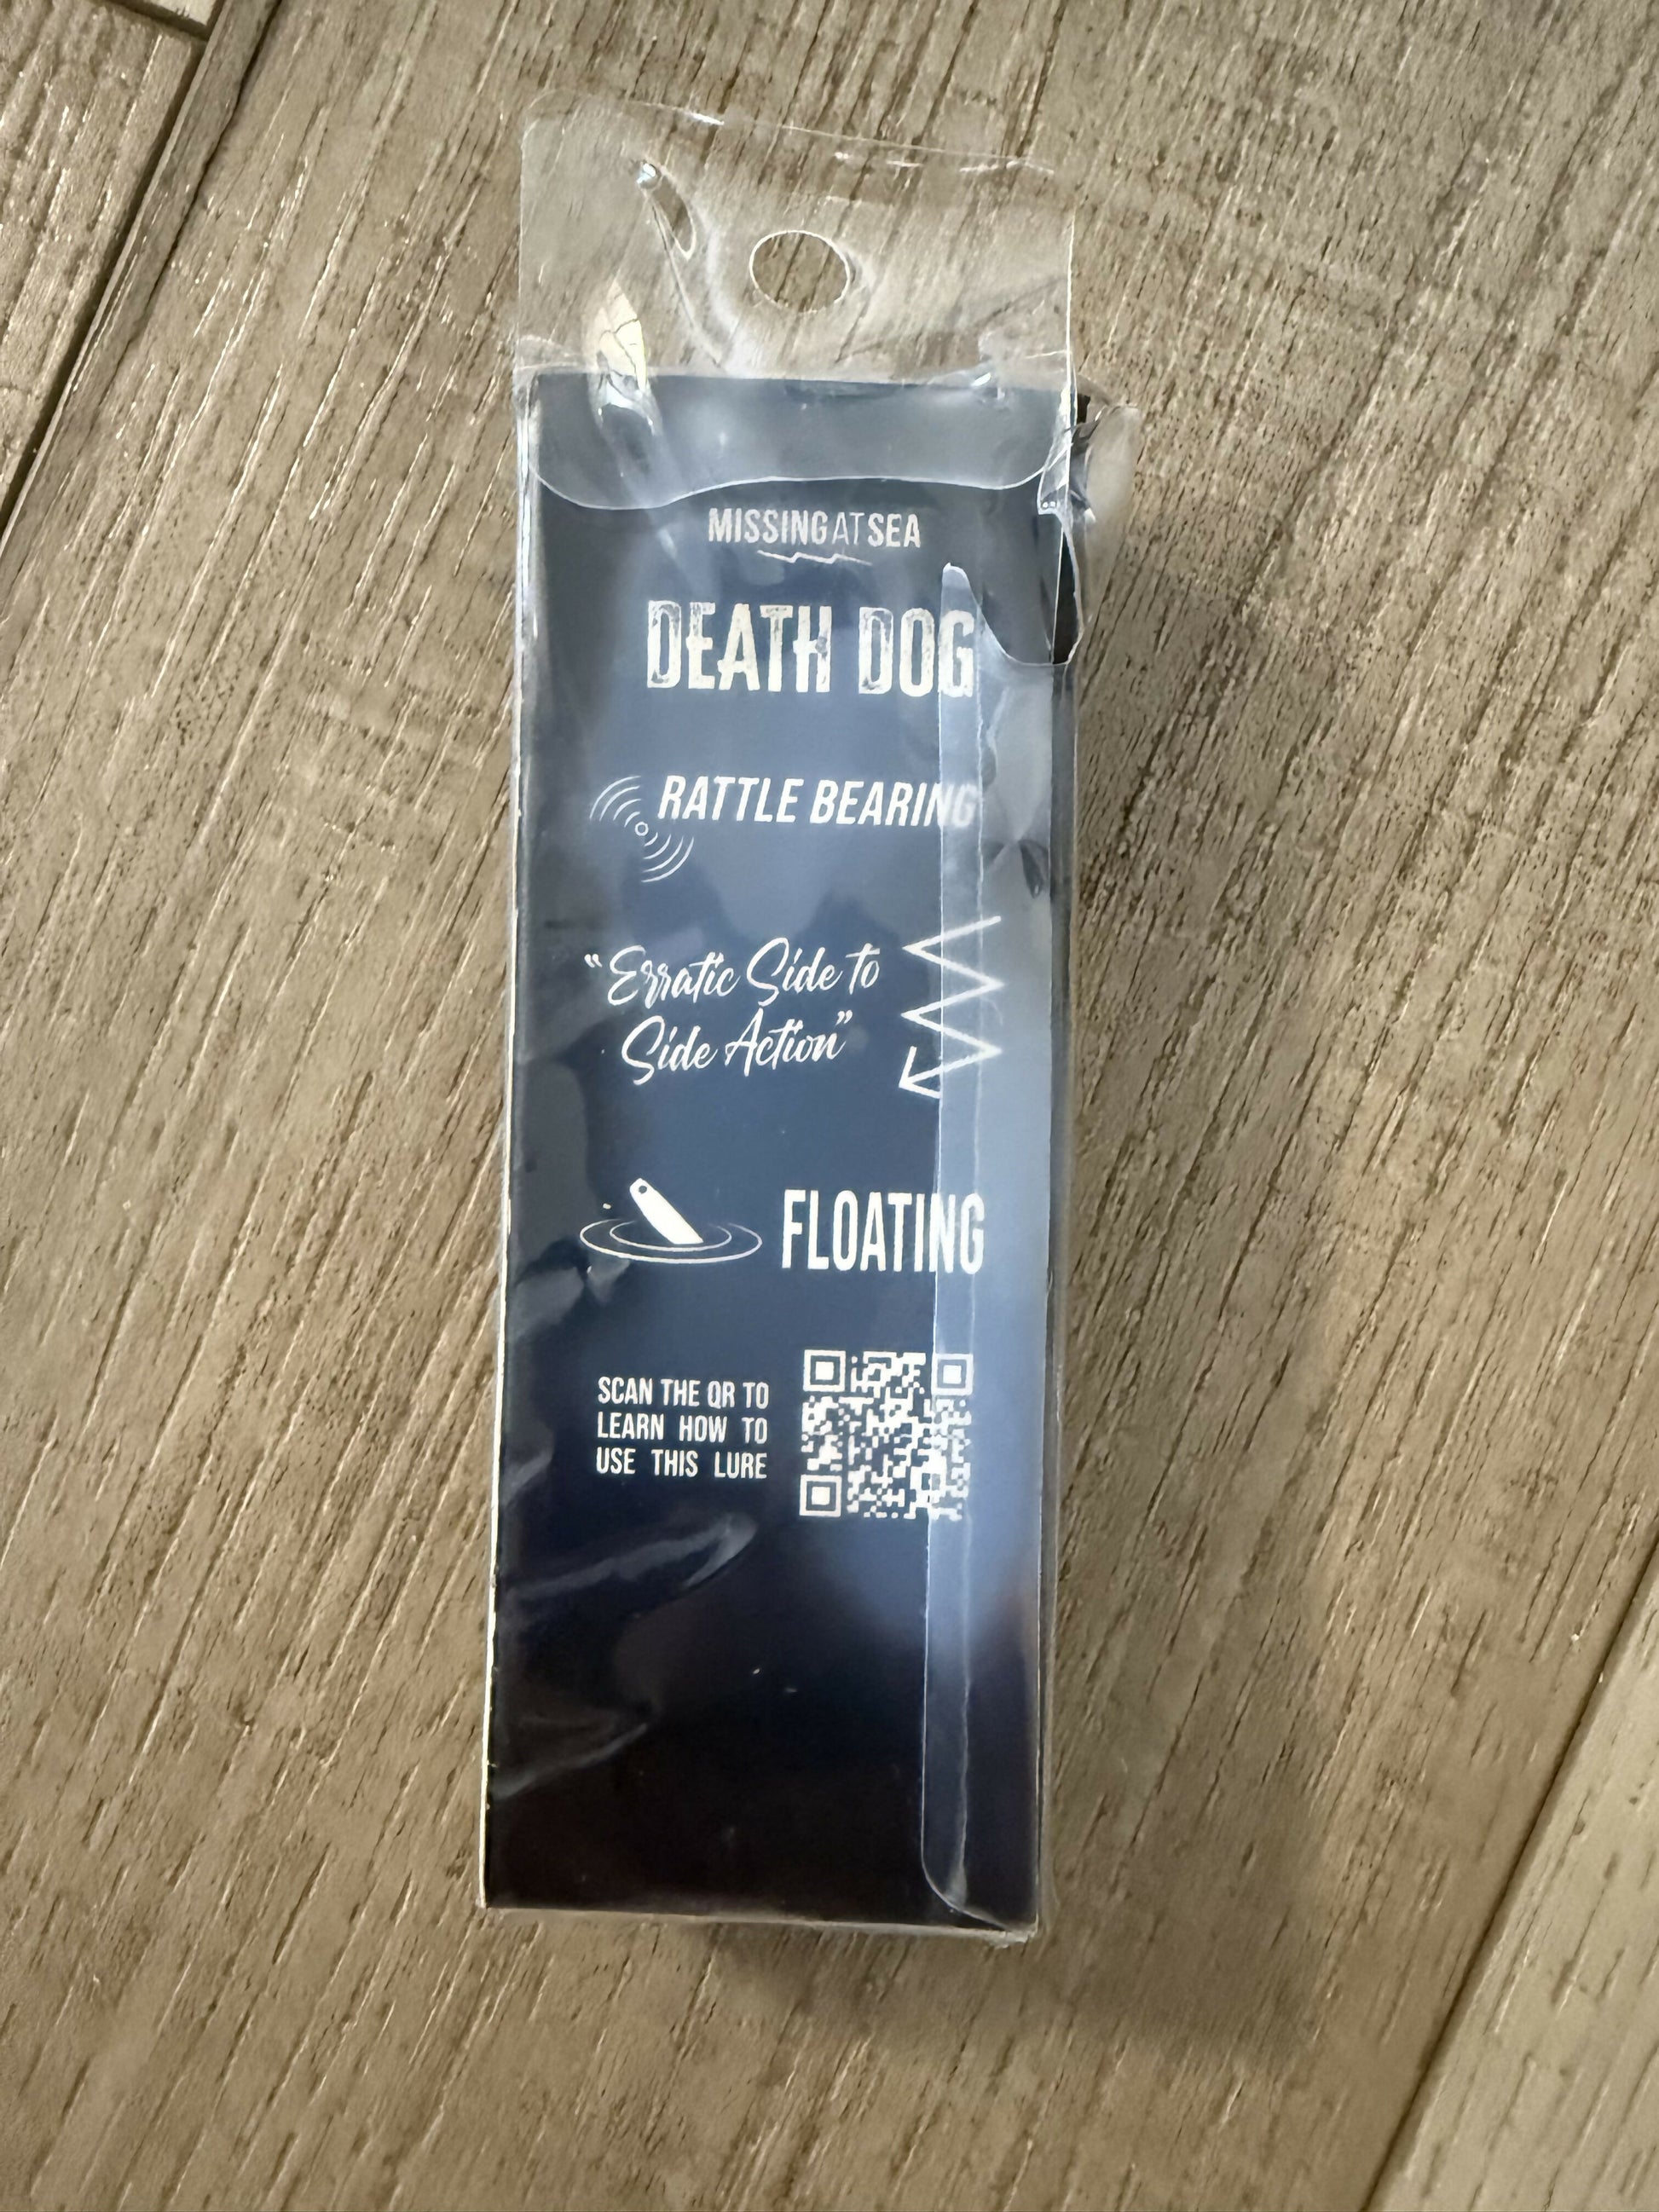 MISSINGATSEA
DEATH DOG
RATTLE BEARING
"Erratic Side to
Side Action"
FLOATING
SCAN THE QR TO
LEARN HOW TO
USE THIS LURE